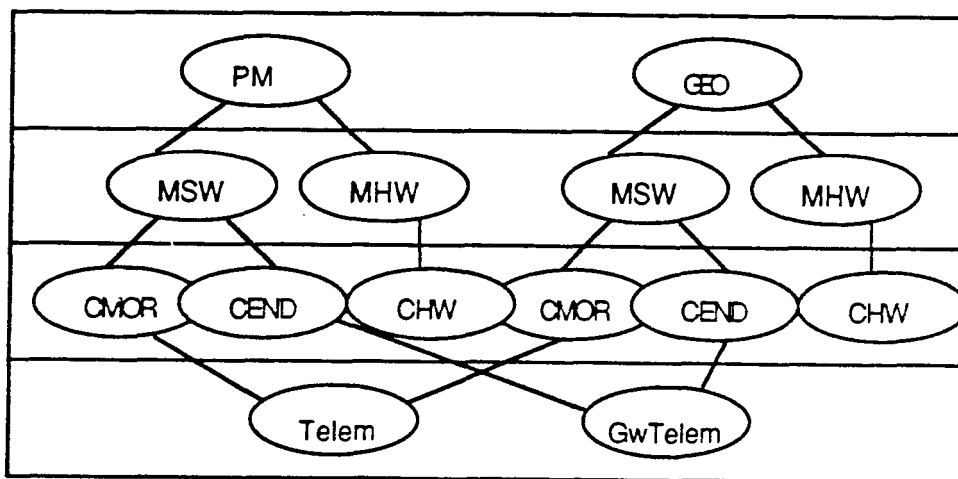 PM GEO
MSW MHW MSW MHW
CMOR CEND CHW CMOR CEND CHW
Telem GwTelem